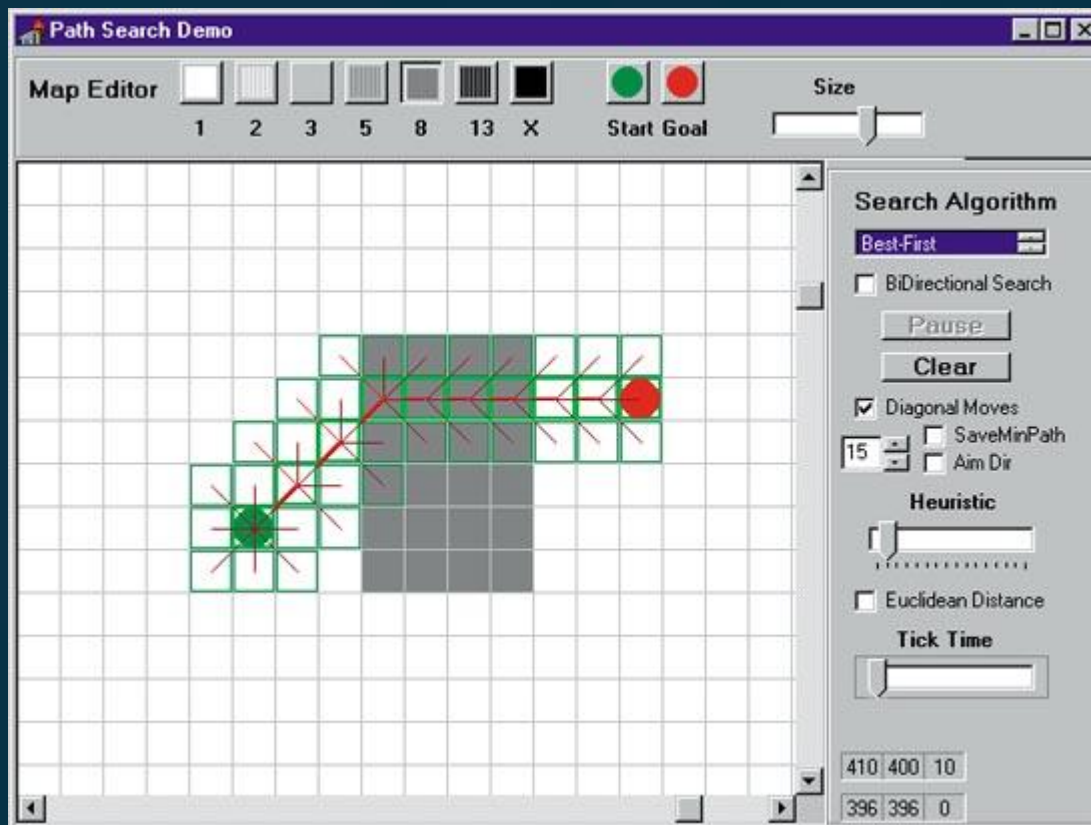 Path Search Demo
Map Editor
1 2 3 5 8 13 X
Start Goal
Size
Search Algorithm
Best-First
BiDirectional Search
Pause
Clear
Diagonal Moves
15
SaveMinPath
Aim Dir
Heuristic
Euclidean Distance
Tick Time
410 400 10
396 396 0